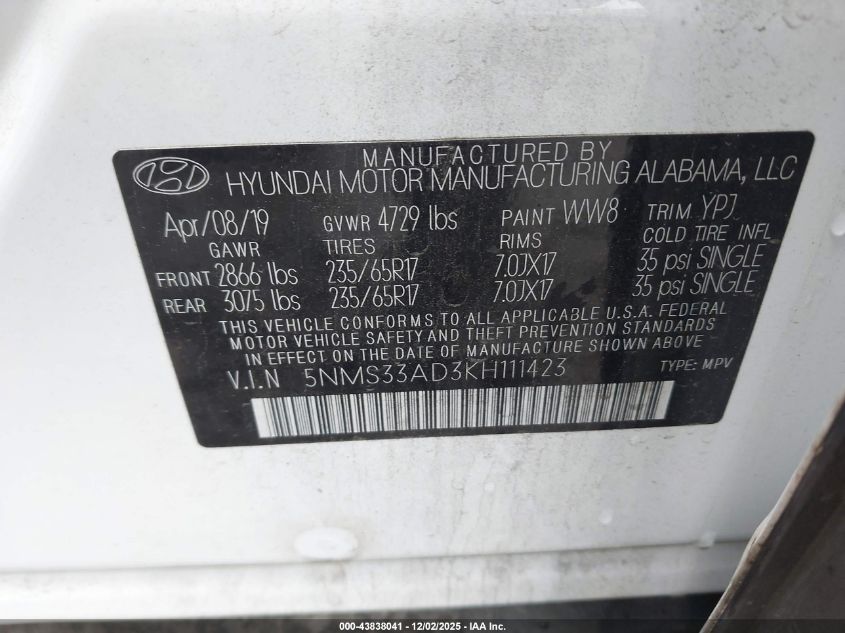 MANUFACTURED BY
HYUNDAI MOTOR MANUFACTURING ALABAMA, LLC
Apr/08/19 GVWR 4729 lbs PAINT WW8 TRIM YPJ
GAWR TIRES RIMS COLD TIRE INFL
FRONT 2866 lbs 235/65R17 7.0JX17 35 psi SINGLE
REAR 3075 lbs 235/65R17 7.0JX17 35 psi SINGLE
THIS VEHICLE CONFORMS TO ALL APPLICABLE U.S.A. FEDERAL
MOTOR VEHICLE SAFETY AND THEFT PREVENTION STANDARDS
IN EFFECT ON THE DATE OF MANUFACTURE SHOWN ABOVE
V.I.N 5NMS33AD3KH111423 TYPE: MPV
000-43838041 - 12/02/2025 - IAA Inc.